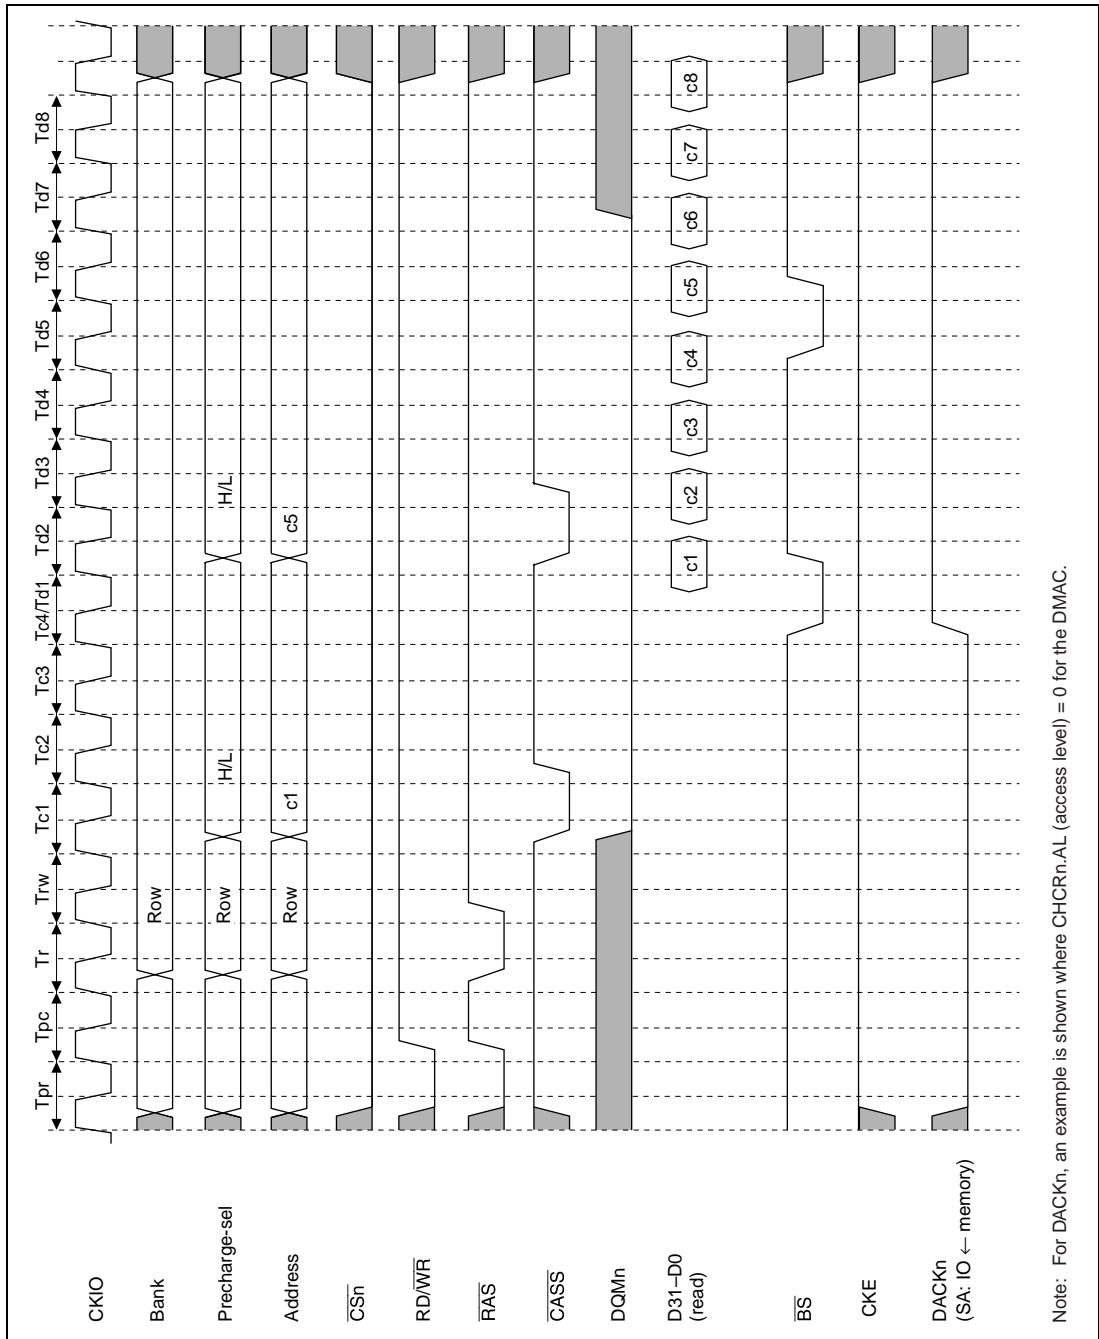 Tpr Tpc Tr Trw Tc1 Tc2 Tc3 Tc4/Td1 Td2 Td3 Td4 Td5 Td6 Td7 Td8
CKIO
Bank Row
Precharge-sel Row H/L H/L
Address Row c1 c5
CSn
RD/WR
RAS
CASS
DQMn
D31–D0
(read)
c1 c2 c3 c4 c5 c6 c7 c8
BS
CKE
DACKn
(SA: IO ← memory)
Note: For DACKn, an example is shown where CHCRn.AL (access level) = 0 for the DMAC.